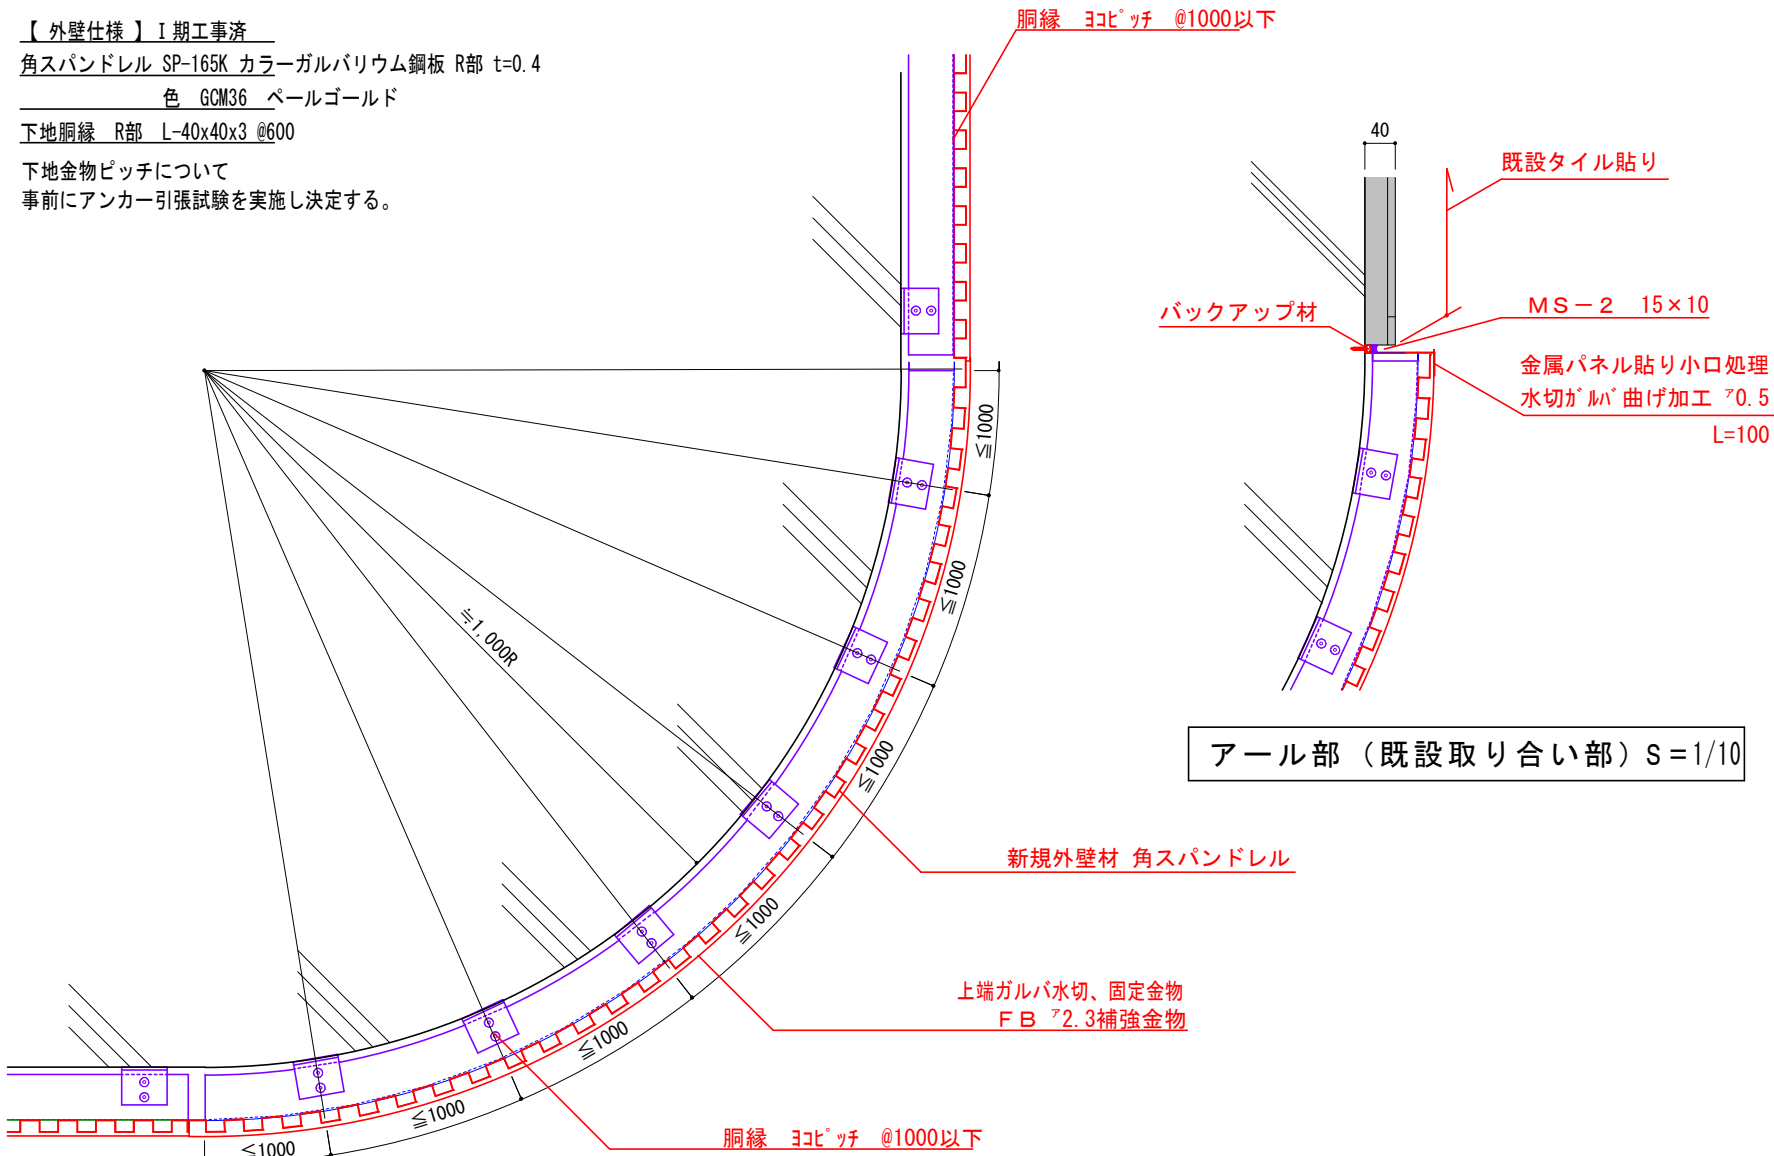 【 外壁仕様 】 I 期工事済
角スパンドレル SP-165K カラーガルバリウム鋼板 R部 t=0.4
色 GCM36 ペールゴールド
下地胴縁 R部 L-40x40x3 @600
下地金物ピッチについて
事前にアンカー引張試験を実施し決定する。
胴縁 ﾖｺﾋﾟｯﾁ @1000以下
40
既設タイル貼り
バックアップ材
ＭＳ－２ 15×10
金属パネル貼り小口処理
水切ｶﾞﾙﾊﾞ曲げ加工 ｱ0.5
L=100
≦1000
≦1000
≒1,000R
≦1000
アール部（既設取り合い部）S＝1/10
新規外壁材 角スパンドレル
≦1000
上端ガルバ水切、固定金物
ＦＢ ｱ2.3補強金物
≦1000
≦1000
≦1000
胴縁 ﾖｺﾋﾟｯﾁ @1000以下